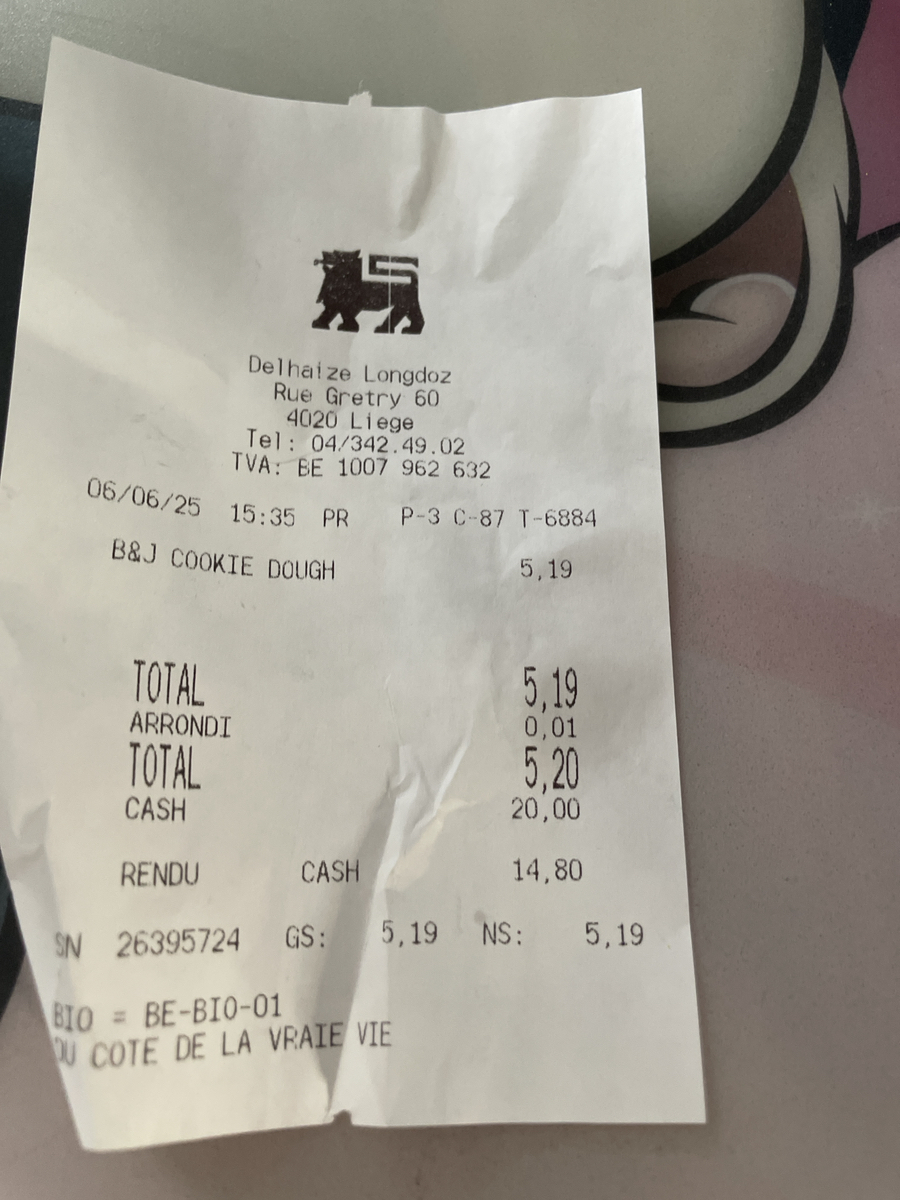 Delhaize Longdoz
Rue Gretry 60
4020 Liege
Tel: 04/342.49.02
TVA: BE 1007 962 632
06/06/25 15:35 PR P-3 C-87 T-6884
B&J COOKIE DOUGH 5,19
TOTAL 5,19
ARRONDI 0,01
TOTAL 5,20
CASH 20,00
RENDU CASH 14,80
SN 26395724 GS: 5,19 NS: 5,19
BIO = BE-BIO-01
DU COTE DE LA VRAIE VIE